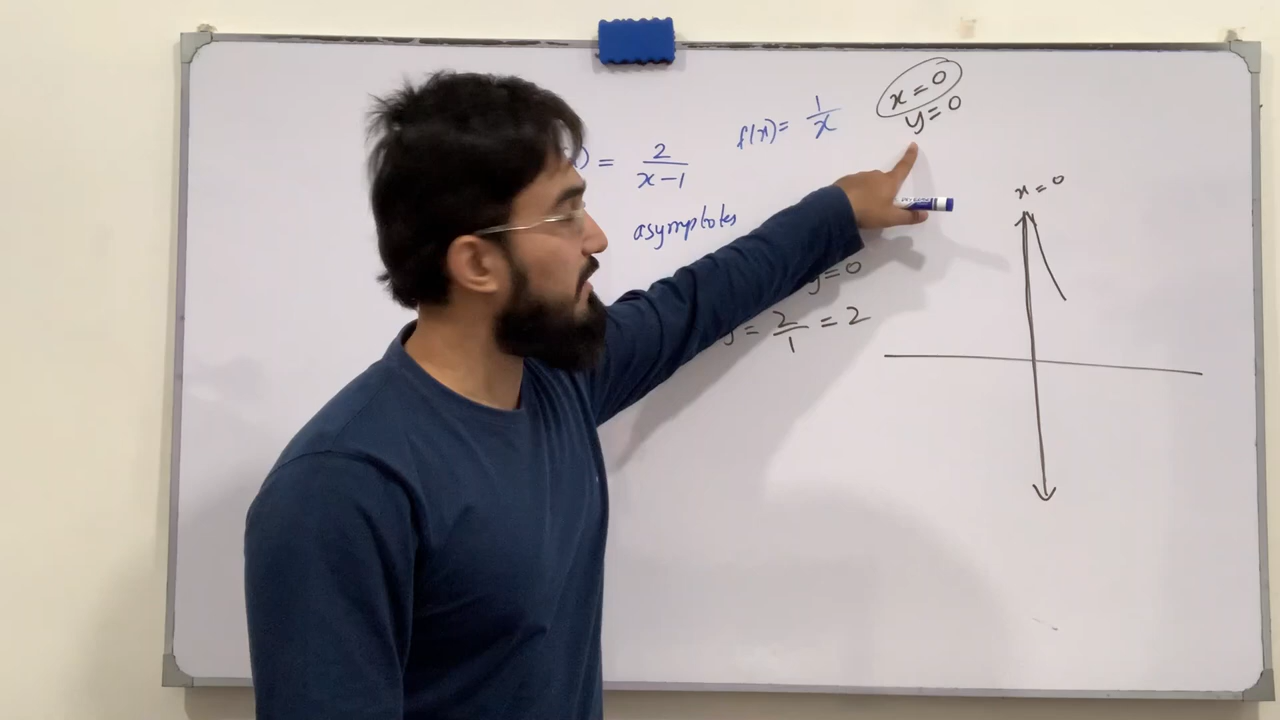 x = 0
f(x) = 1/x
y = 0
) = 2/(x-1)
x = 0
asymptotes
y = 0
y = 2/1 = 2